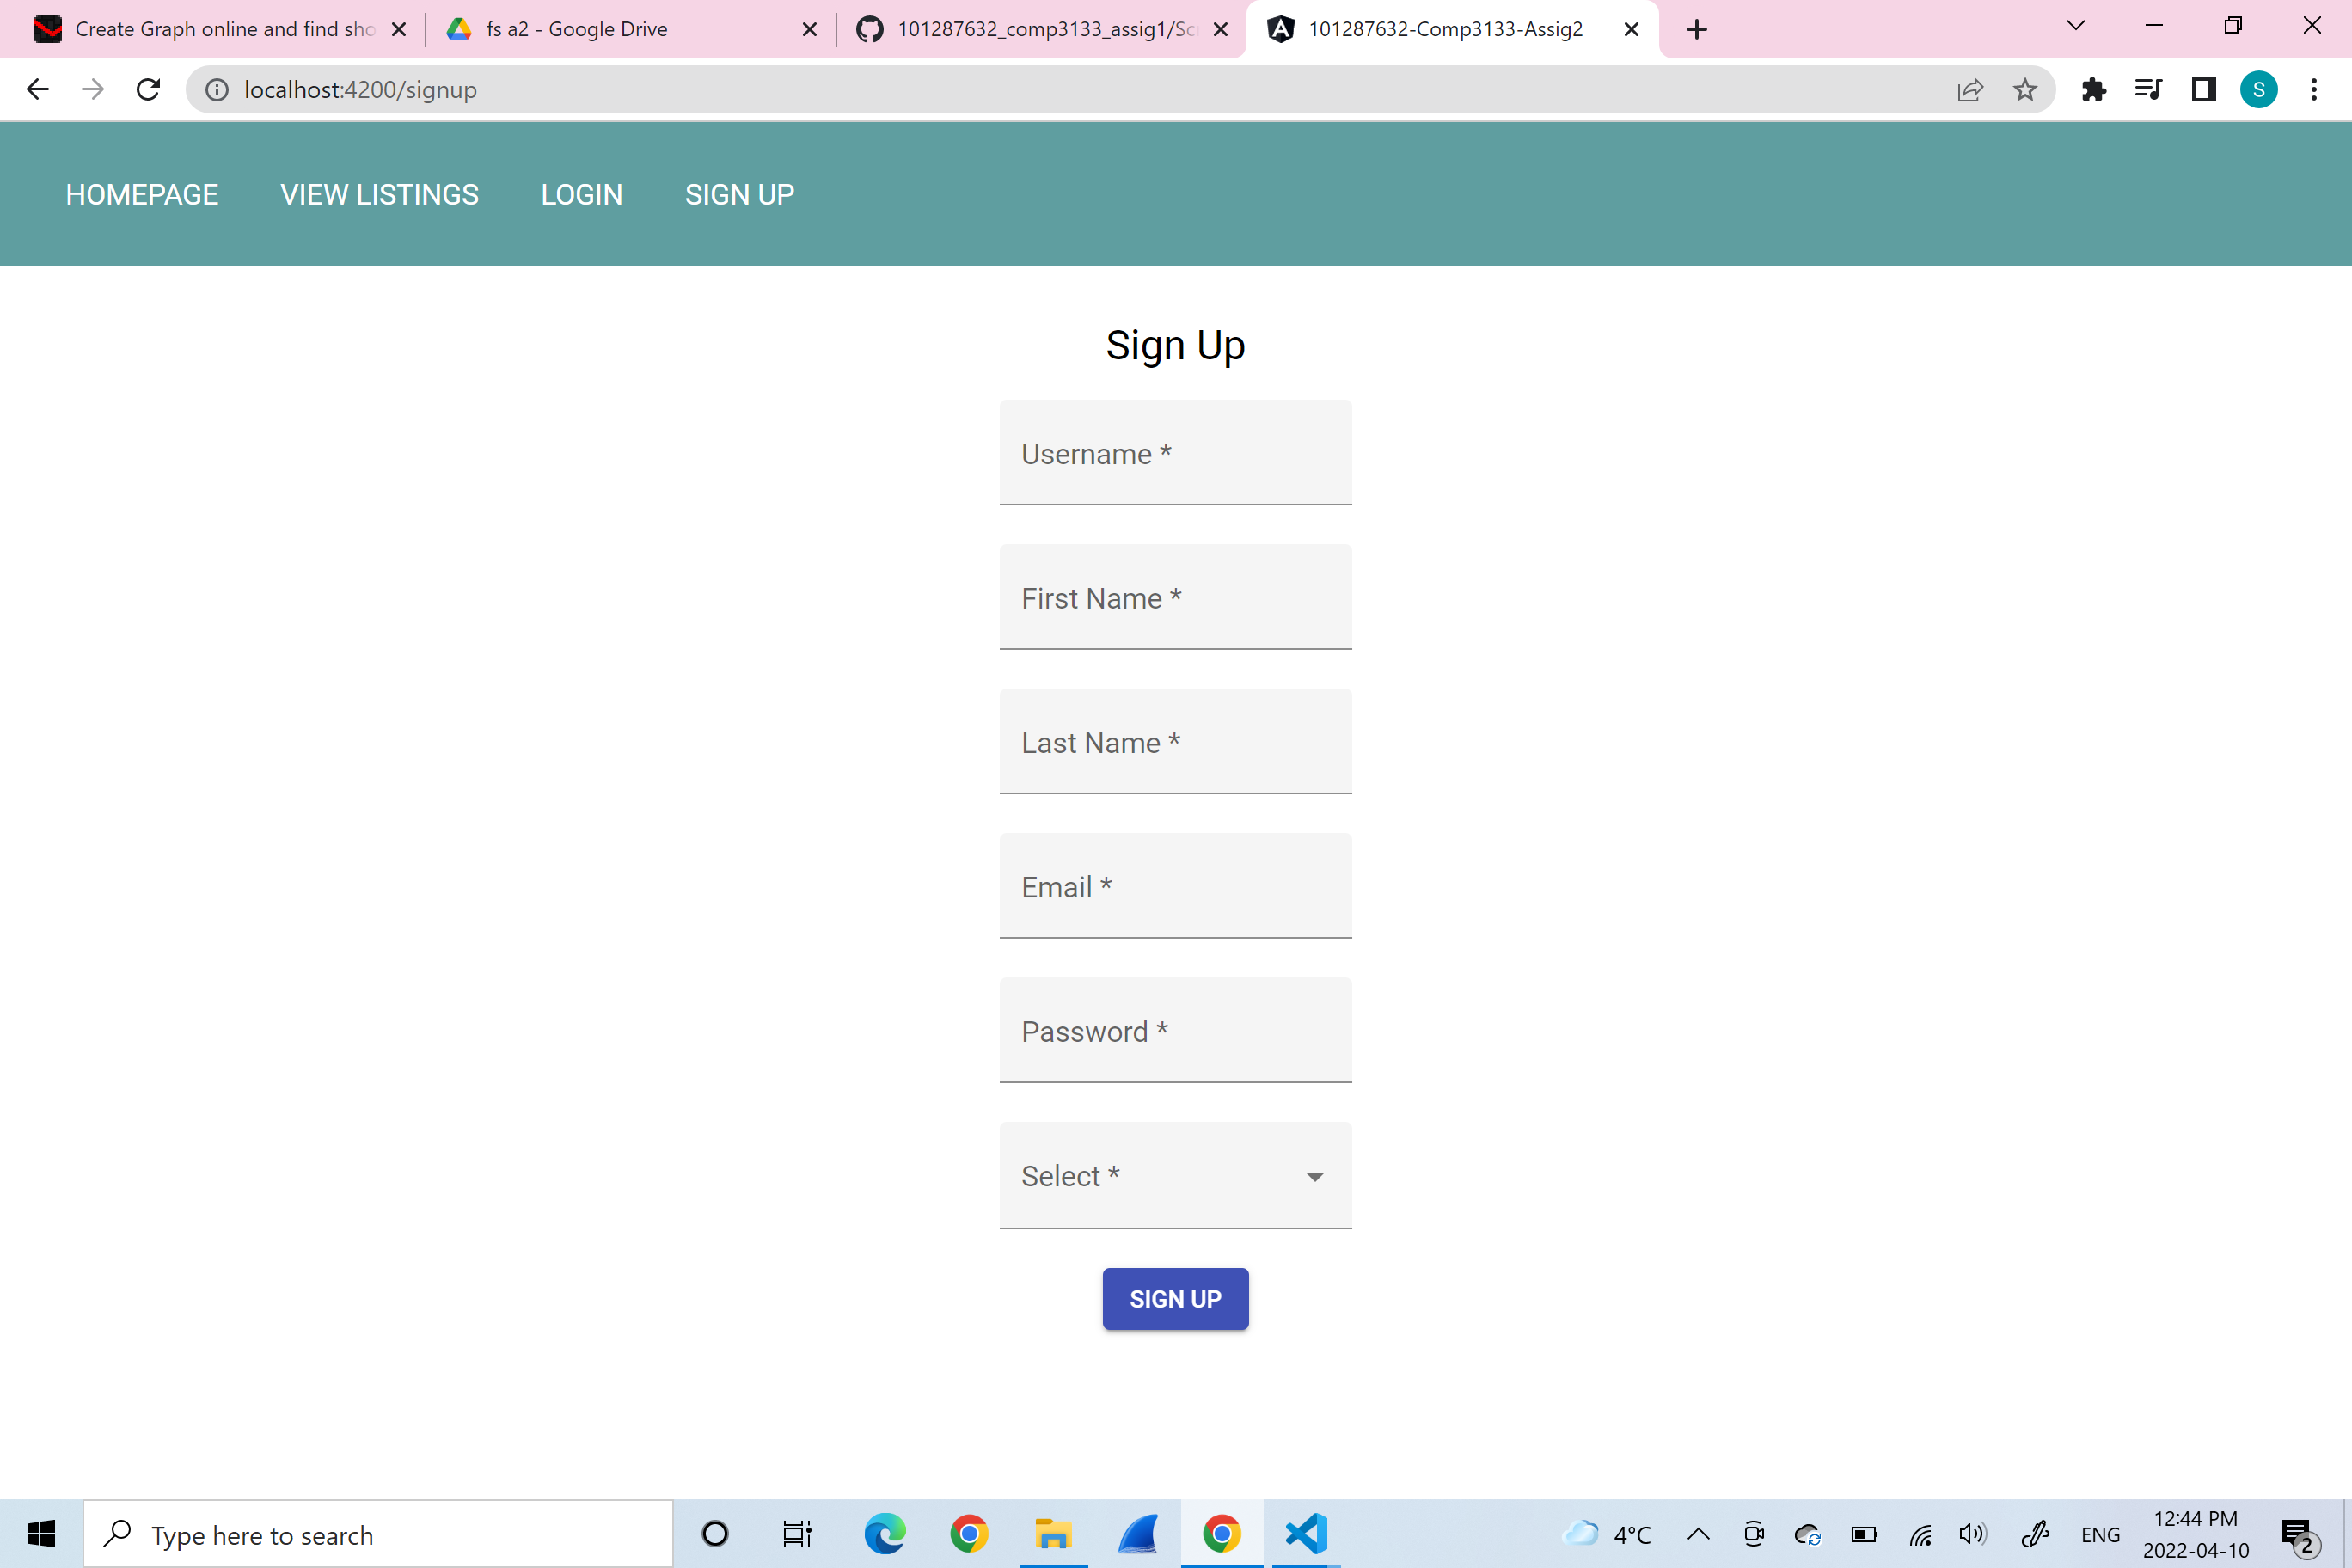 Create Graph online and find sho
fs a2 - Google Drive
101287632_comp3133_assig1/Sc
101287632-Comp3133-Assig2
localhost:4200/signup
S
HOMEPAGE VIEW LISTINGS LOGIN SIGN UP
Sign Up
Username *
First Name *
Last Name *
Email *
Password *
Select *
SIGN UP
Type here to search
4°C
ENG
12:44 PM
2022-04-10
2